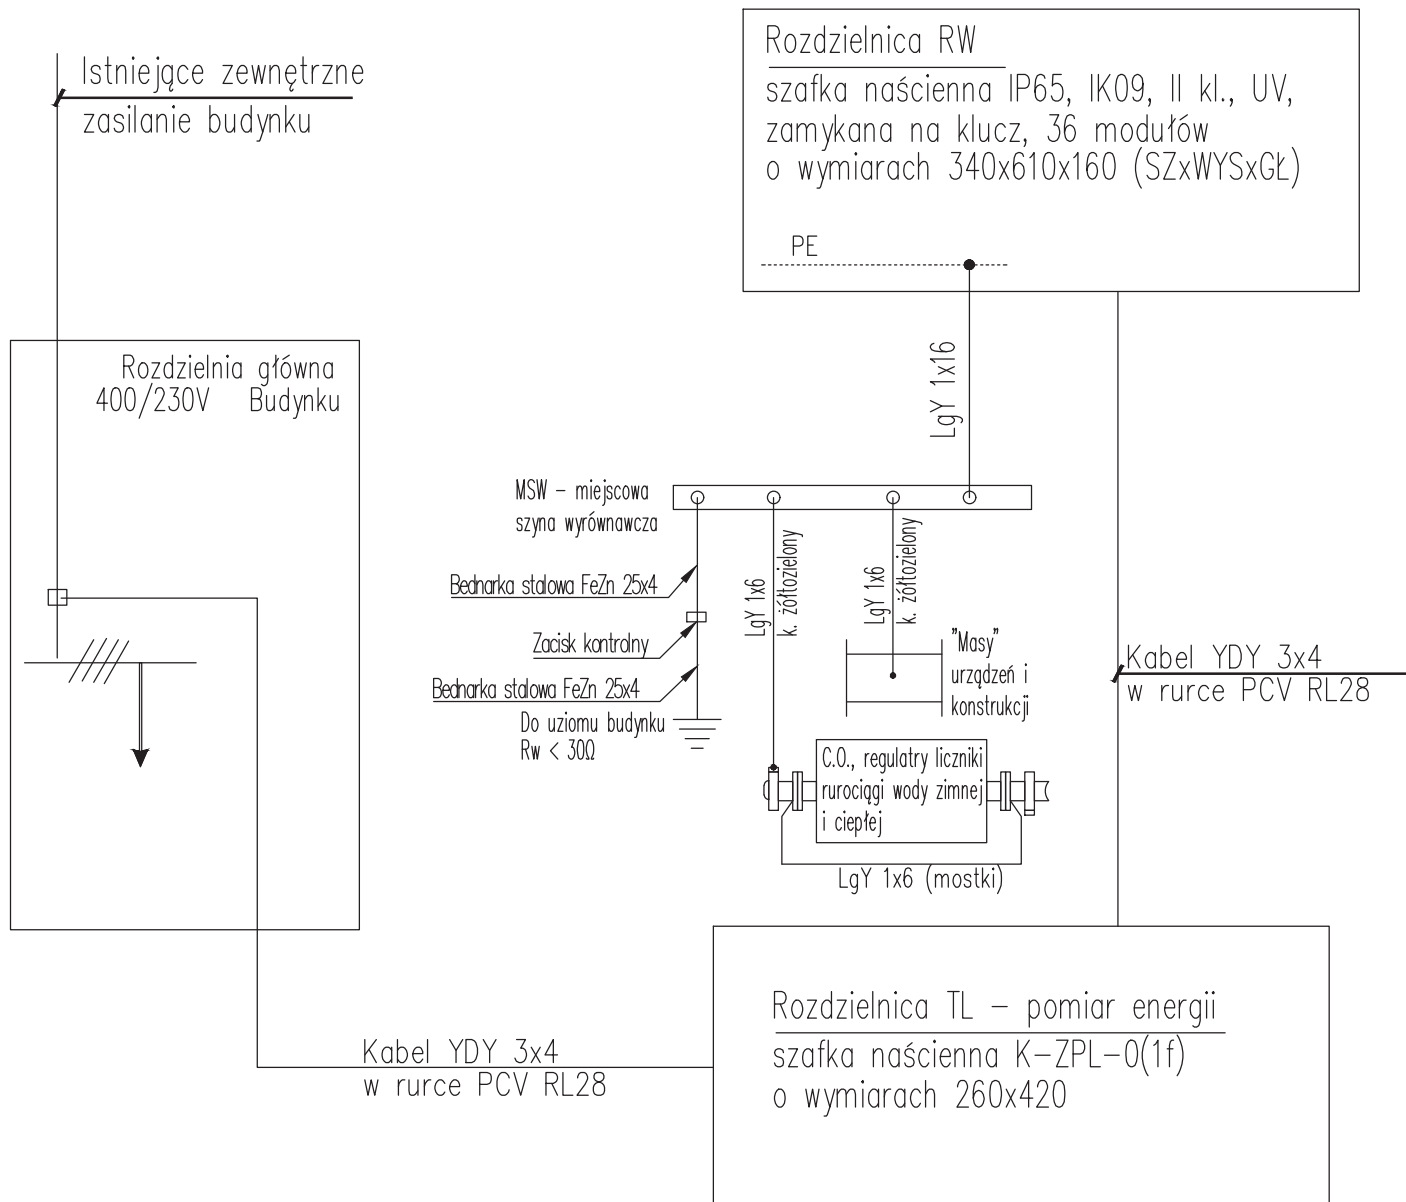 Istniejące zewnętrzne
zasilanie budynku
Rozdzielnica RW
szafka naścienna IP65, IK09, II kl., UV,
zamykana na klucz, 36 modułów
o wymiarach 340x610x160 (SZxWYSxGŁ)
PE
LgY 1x16
Rozdzielnia główna
400/230V Budynku
MSW – miejscowa
szyna wyrównawcza
Bednarka stalowa FeZn 25x4
Zacisk kontrolny
Bednarka stalowa FeZn 25x4
Do uziomu budynku
Rw < 30Ω
LgY 1x6
k. żółtozielony
LgY 1x6
k. żółtozielony
"Masy"
urządzeń i
konstrukcji
C.O., regulatry liczniki
rurociągi wody zimnej
i ciepłej
LgY 1x6 (mostki)
Kabel YDY 3x4
w rurce PCV RL28
Kabel YDY 3x4
w rurce PCV RL28
Rozdzielnica TL – pomiar energii
szafka naścienna K–ZPL–0(1f)
o wymiarach 260x420